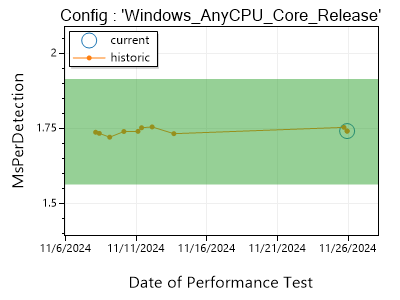 Config : 'Windows_AnyCPU_Core_Release'
current
historic
2
1.75
1.5
MsPerDetection
11/6/2024
11/11/2024
11/16/2024
11/21/2024
11/26/2024
Date of Performance Test